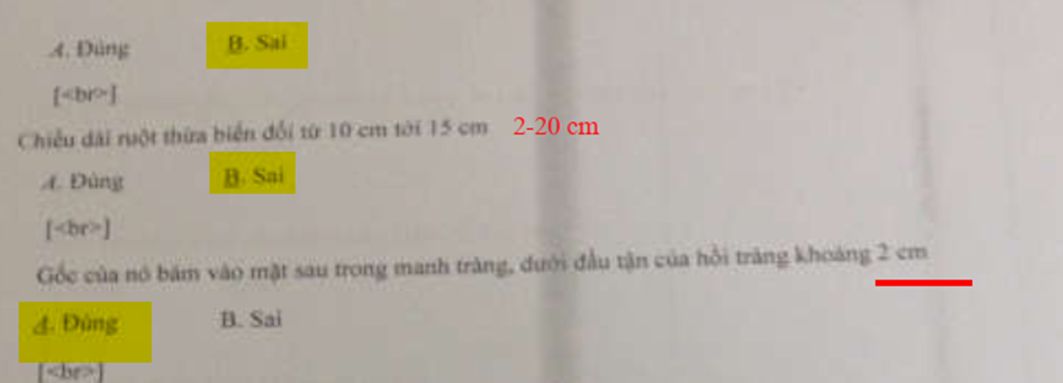 A. Đúng B. Sai
[<br>]
Chiều dài ruột thừa biến đổi từ 10 cm tới 15 cm 2-20 cm
A. Đúng B. Sai
[<br>]
Gốc của nó bám vào mặt sau trong manh tràng, dưới đầu tận của hồi tràng khoảng 2 cm
A. Đúng B. Sai
[<br>]